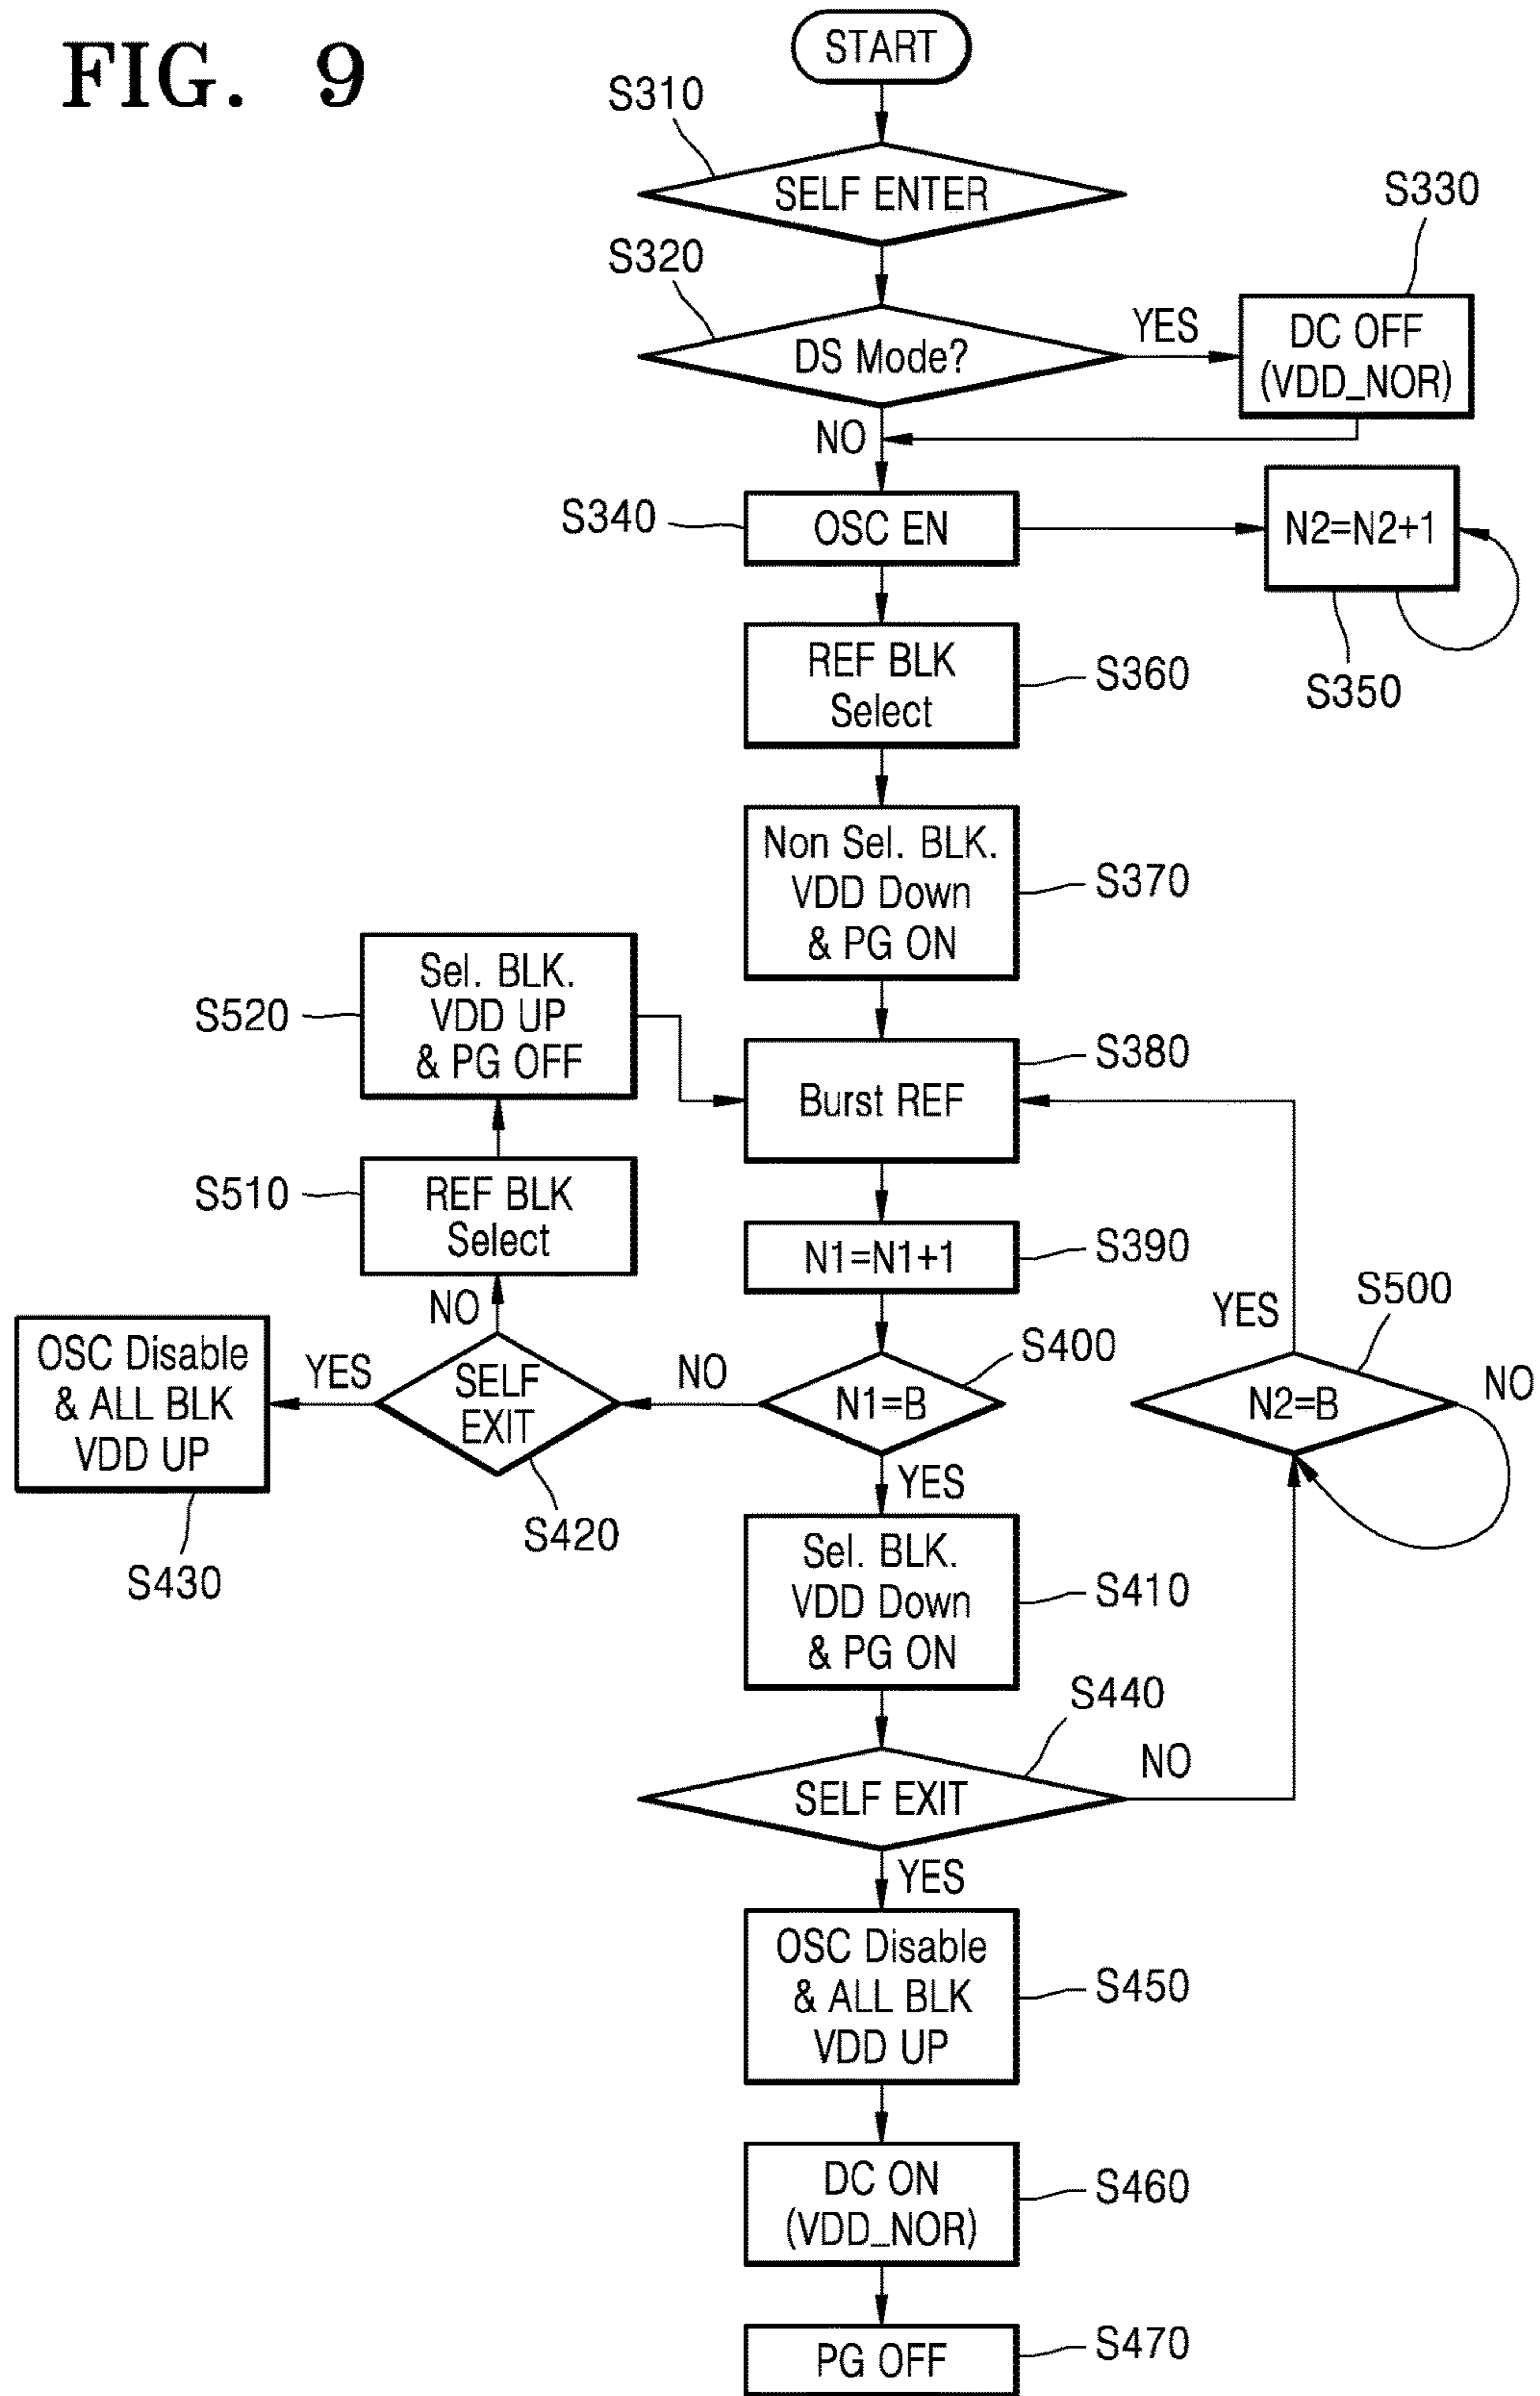 FIG. 9
START
S310
SELF ENTER
S320
DS Mode?
YES
S330
DC OFF
(VDD_NOR)
NO
S340
OSC EN
N2=N2+1
S350
REF BLK
Select
S360
Non Sel. BLK.
VDD Down
& PG ON
S370
S520
Sel. BLK.
VDD UP
& PG OFF
Burst REF
S380
S510
REF BLK
Select
N1=N1+1
S390
NO
OSC Disable
& ALL BLK
VDD UP
S430
YES
SELF
EXIT
S420
NO
N1=B
S400
YES
N2=B
S500
NO
YES
Sel. BLK.
VDD Down
& PG ON
S410
S440
SELF EXIT
NO
YES
OSC Disable
& ALL BLK
VDD UP
S450
DC ON
(VDD_NOR)
S460
PG OFF
S470